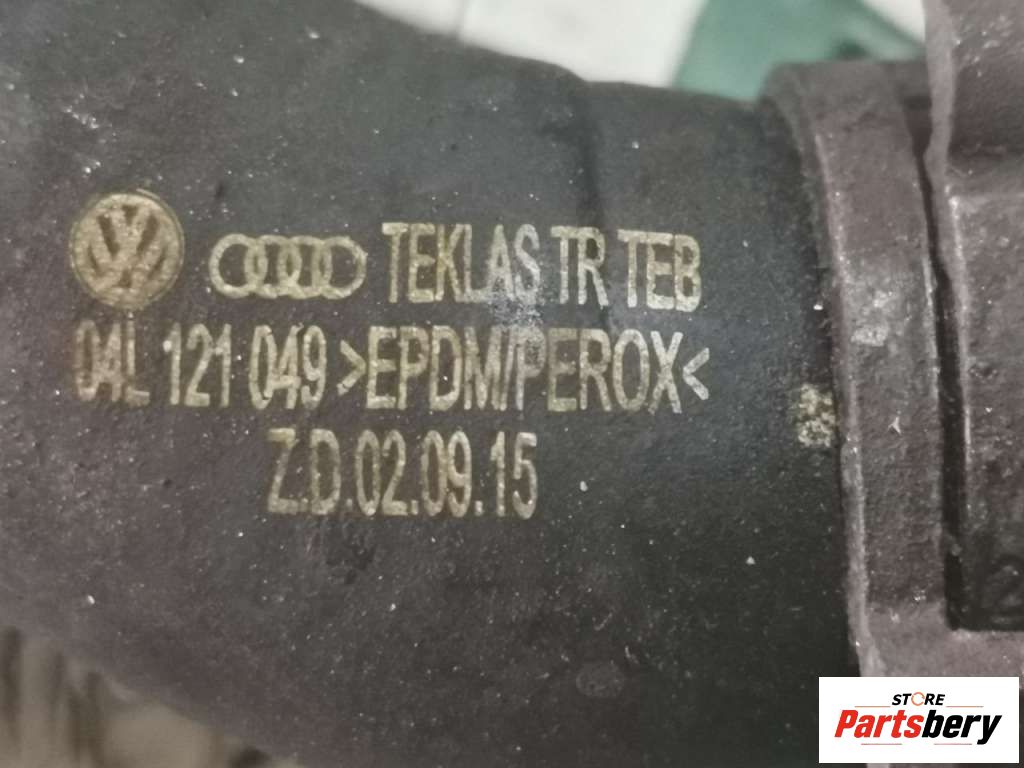 TEKLAS TR TEB
04L 121 049 >EPDM/PEROX<
Z.D.02.09.15
STORE
Partsbery